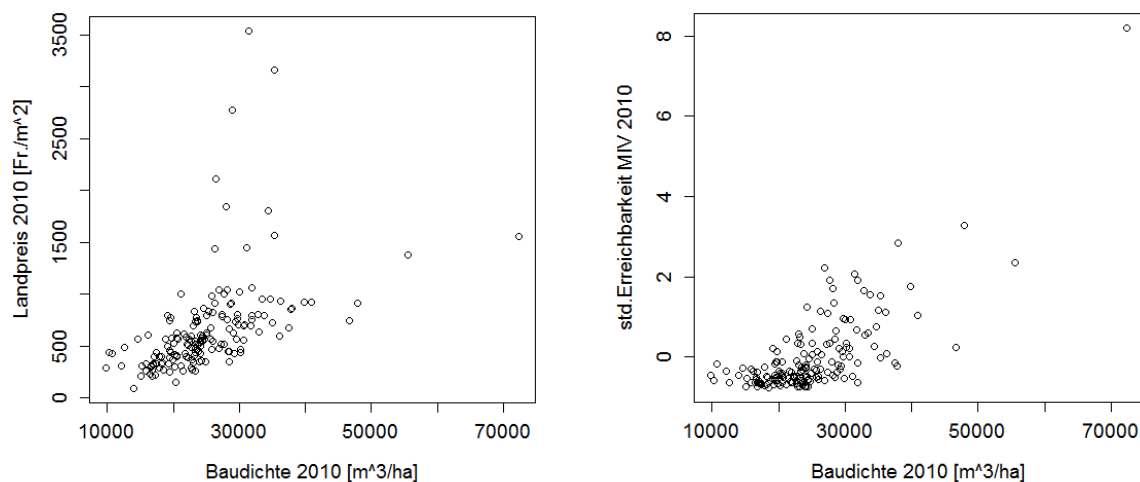 Landpreis 2010 [Fr./m^2]
3500
2500
1500
500
0
10000 30000 50000 70000
Baudichte 2010 [m^3/ha]
std.Erreichbarkeit MIV 2010
8
6
4
2
0
10000 30000 50000 70000
Baudichte 2010 [m^3/ha]